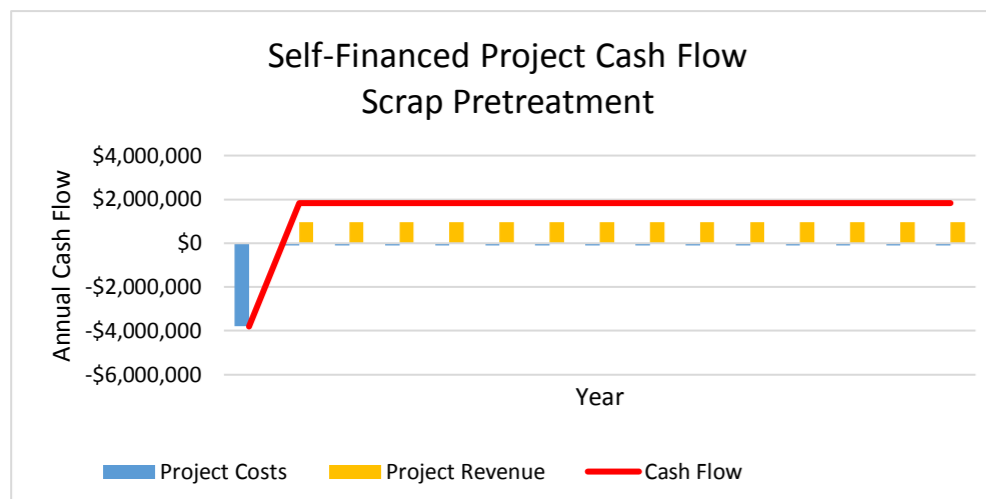 Self-Financed Project Cash Flow
Scrap Pretreatment
Annual Cash Flow
$4,000,000
$2,000,000
$0
-$2,000,000
-$4,000,000
-$6,000,000
Year
Project Costs
Project Revenue
Cash Flow